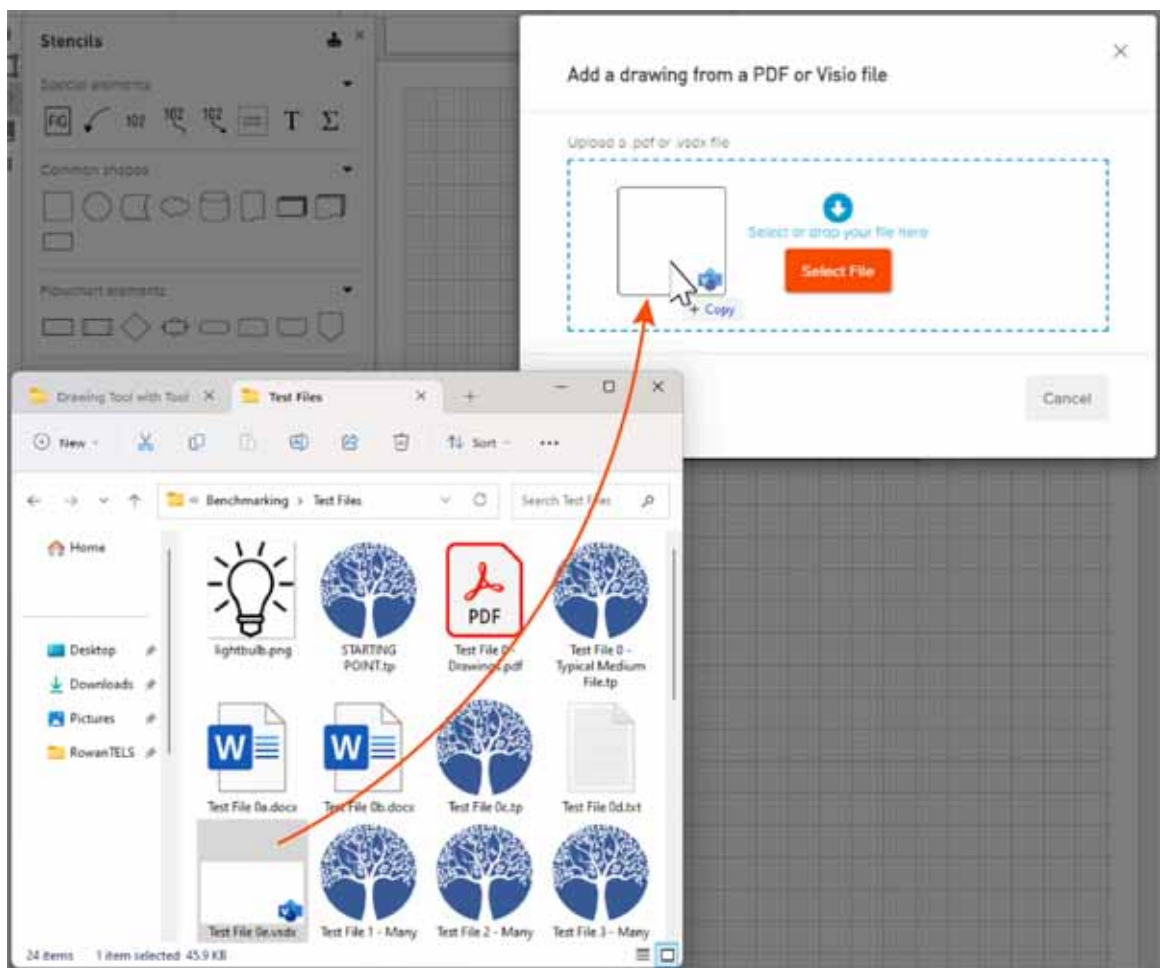 Stencils
Special elements
FIG 102 102 102 T Σ
Common shapes
Flowchart elements
Add a drawing from a PDF or Visio file
Upload a .pdf or .vsdx file
Select or drop your file here
Select File
+ Copy
Cancel
Drawing Tool with Tool
Test Files
New
Sort
Benchmarking > Test Files
Search Test Files
Home
Desktop
Downloads
Pictures
RowanTELS
lightbulb.png
STARTING
POINT.tp
PDF
Test File 0 -
Drawings.pdf
Test File 0 -
Typical Medium
File.tp
W
Test File 0a.docx
W
Test File 0b.docx
Test File 0c.tp
Test File 0d.txt
Test File 0e.vsdx
Test File 1 - Many
Test File 2 - Many
Test File 3 - Many
24 items 1 item selected 45.9 KB